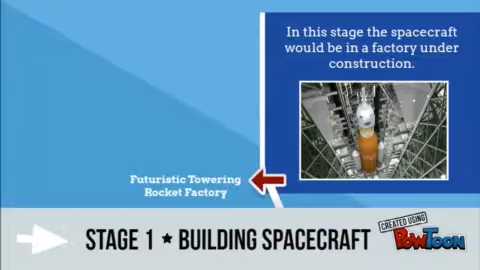 In this stage the spacecraft
would be in a factory under
construction.
Futuristic Towering
Rocket Factory
STAGE 1 ★ BUILDING SPACECRAFT
CREATED USING
POWTOON